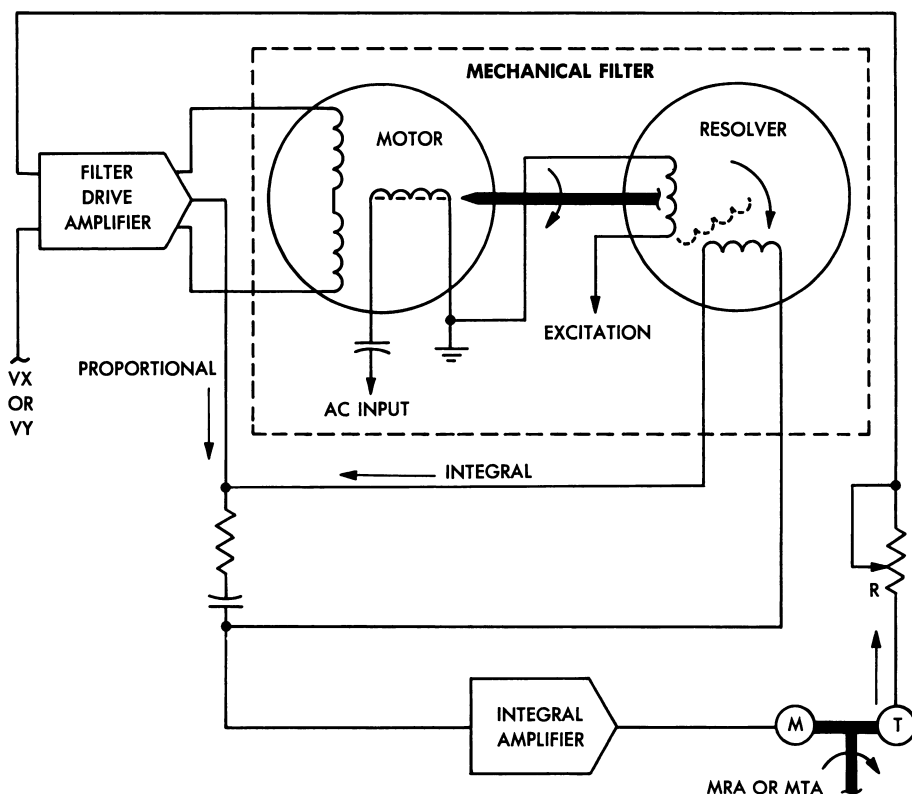 MECHANICAL FILTER
MOTOR
RESOLVER
FILTER
DRIVE
AMPLIFIER
EXCITATION
PROPORTIONAL
VX
OR
VY
AC INPUT
INTEGRAL
R
INTEGRAL
AMPLIFIER
M
T
MRA OR MTA